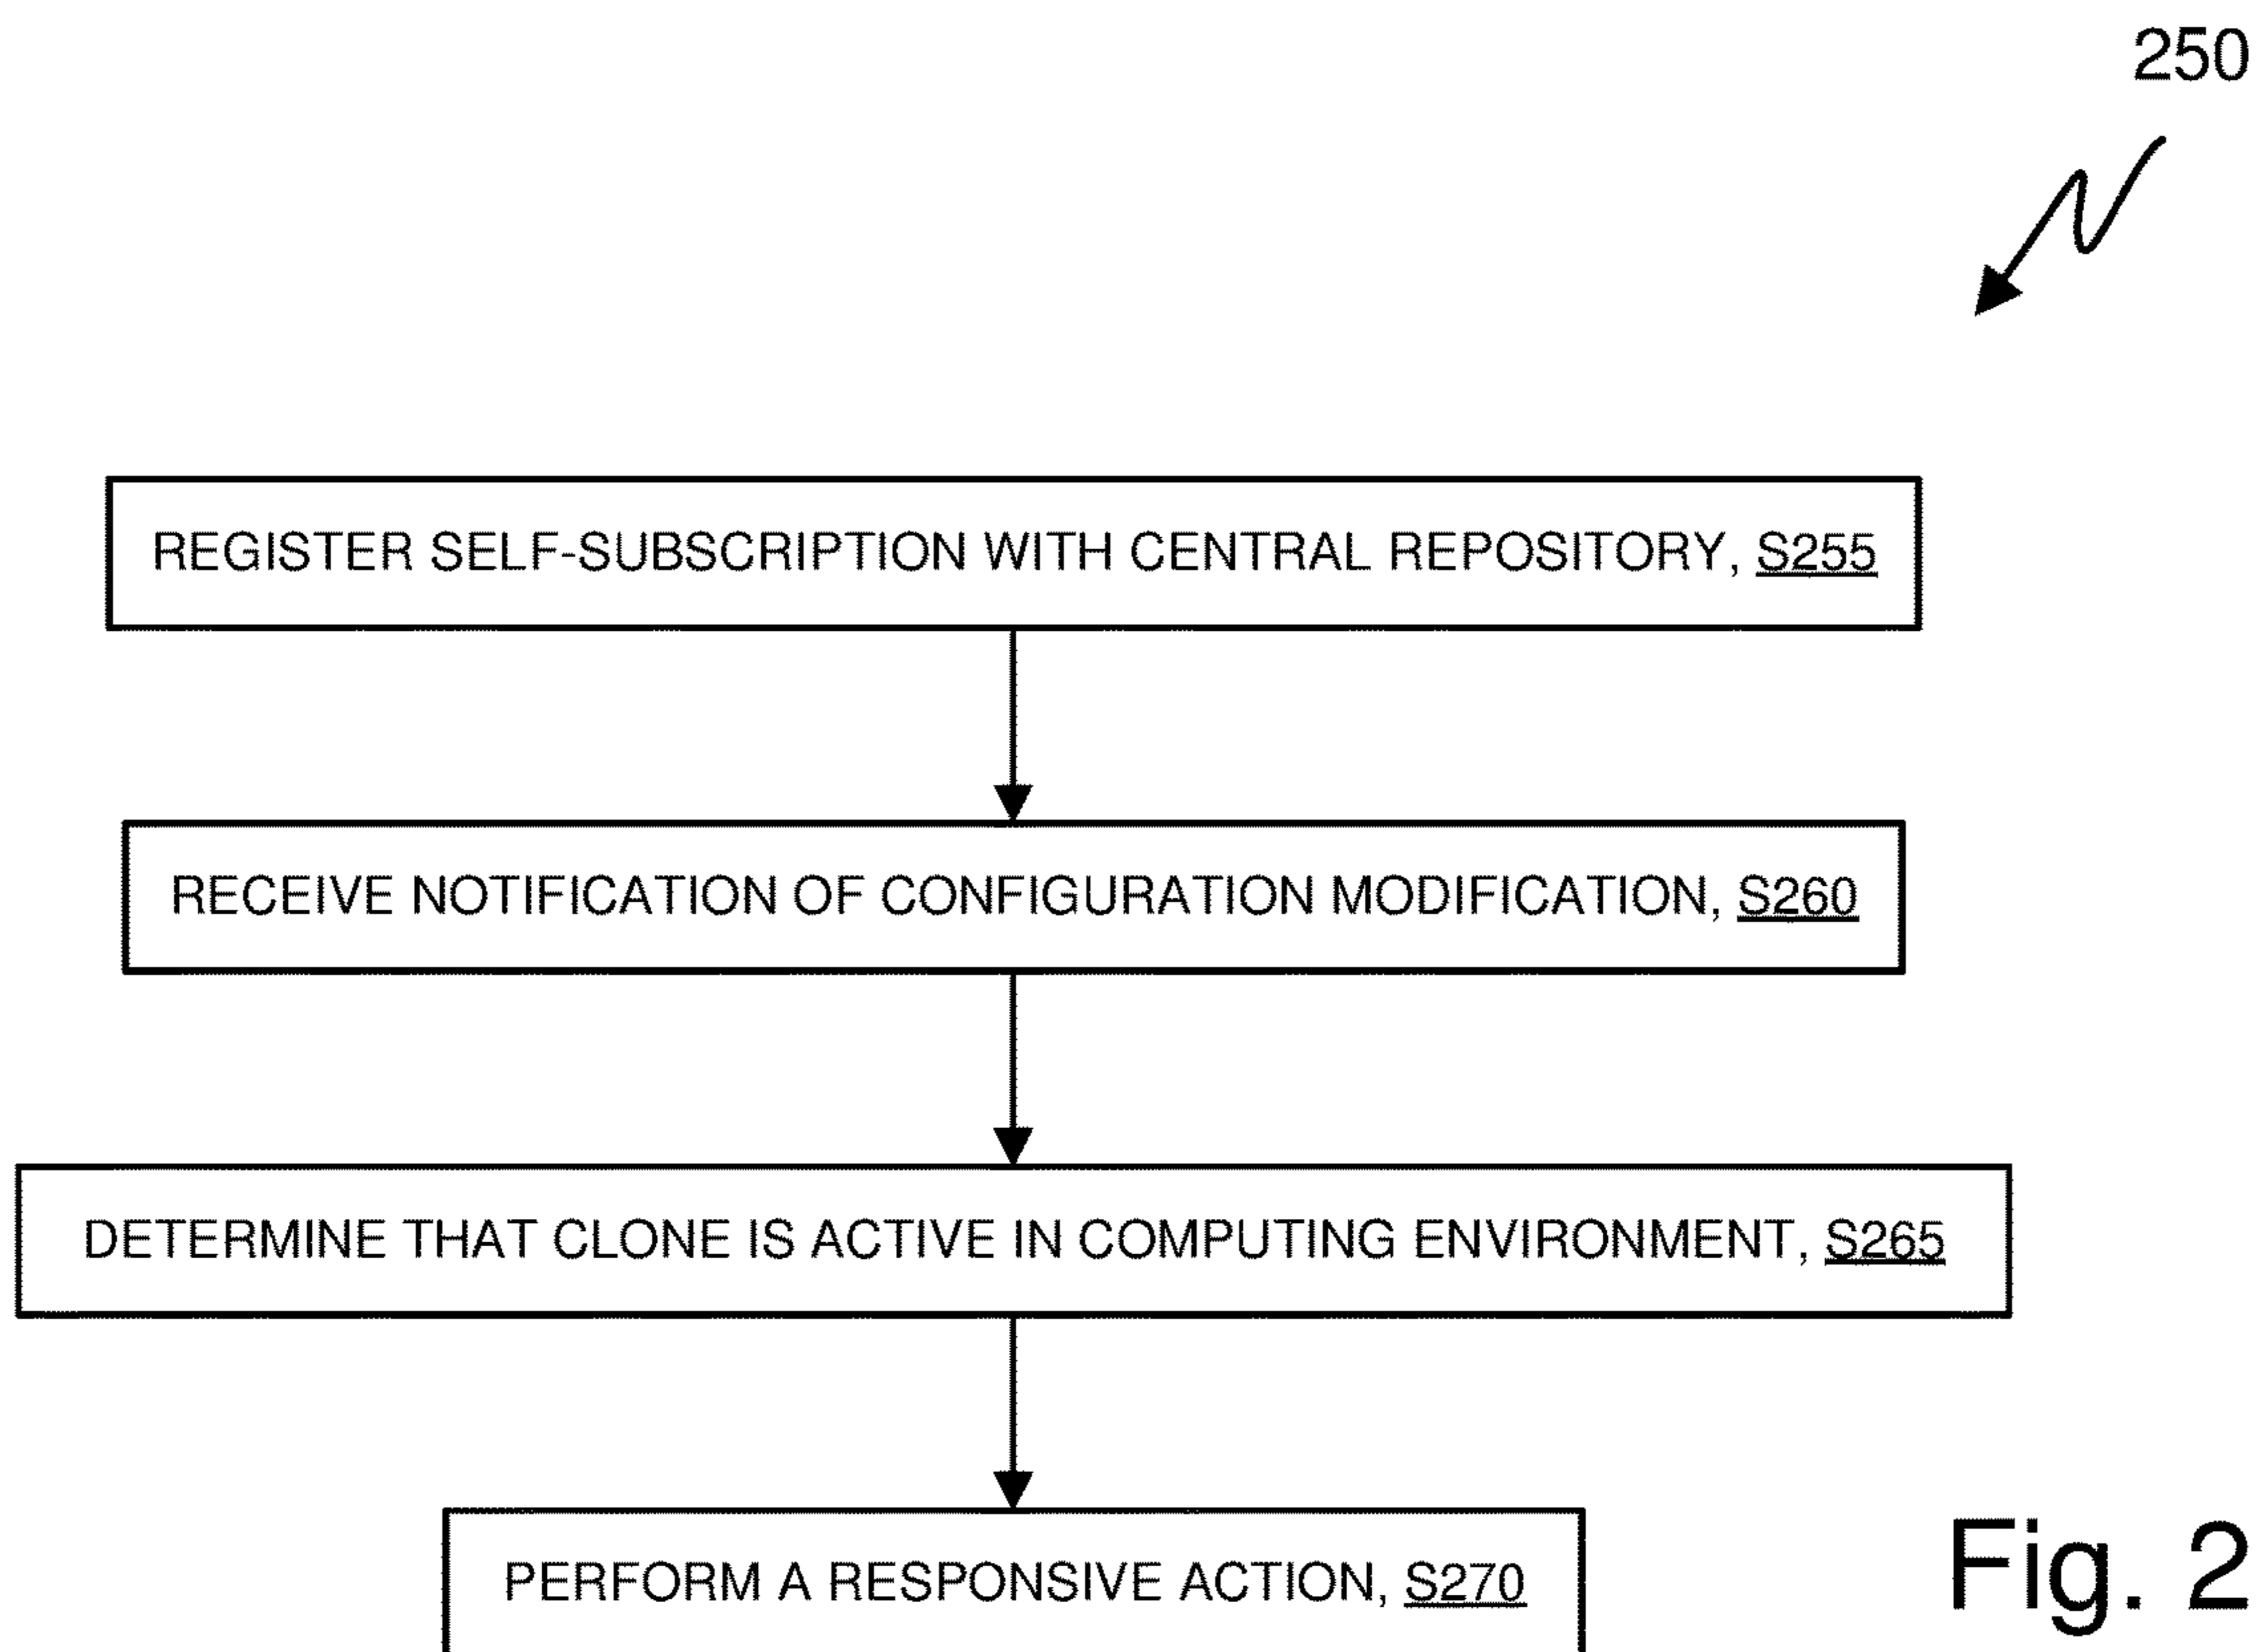 250
REGISTER SELF-SUBSCRIPTION WITH CENTRAL REPOSITORY, S255
RECEIVE NOTIFICATION OF CONFIGURATION MODIFICATION, S260
DETERMINE THAT CLONE IS ACTIVE IN COMPUTING ENVIRONMENT, S265
PERFORM A RESPONSIVE ACTION, S270
Fig. 2